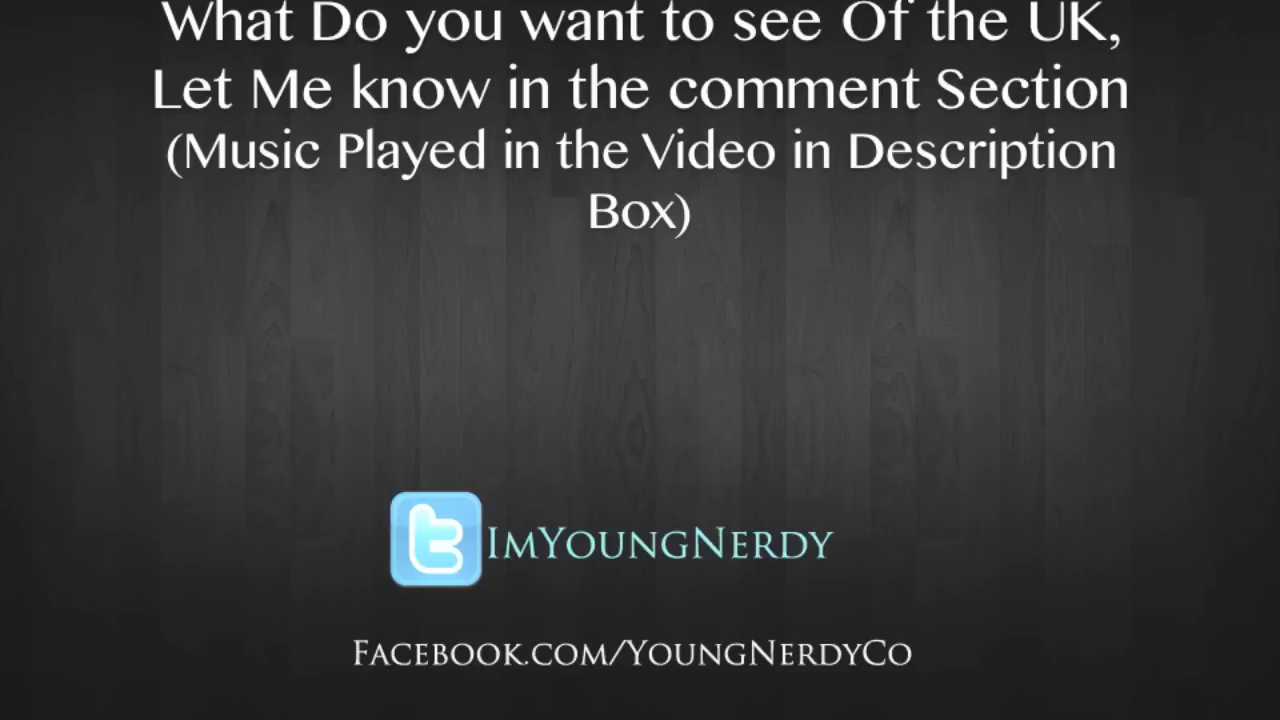 What Do you want to see Of the UK,
Let Me know in the comment Section
(Music Played in the Video in Description
Box)
ImYoungNerdy
Facebook.com/YoungNerdyCo